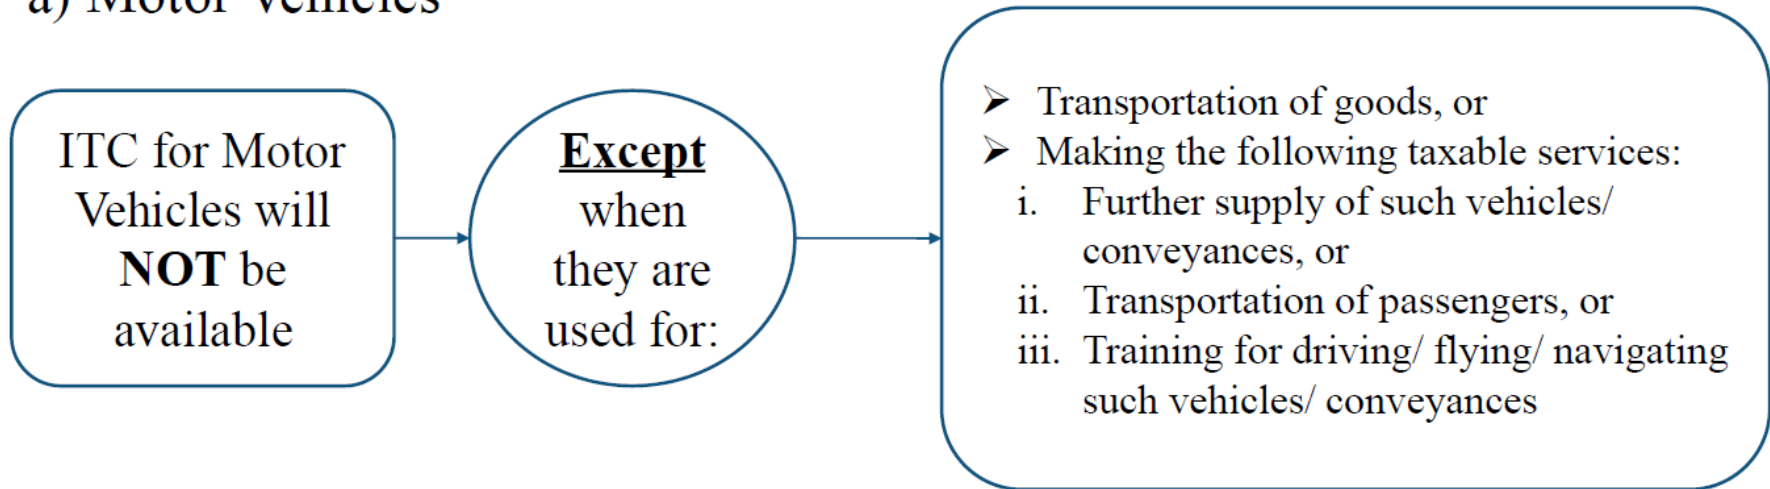 a) Motor Vehicles
ITC for Motor
Vehicles will
NOT be
available
Except
when
they are
used for:
➢ Transportation of goods, or
➢ Making the following taxable services:
i. Further supply of such vehicles/
conveyances, or
ii. Transportation of passengers, or
iii. Training for driving/ flying/ navigating
such vehicles/ conveyances